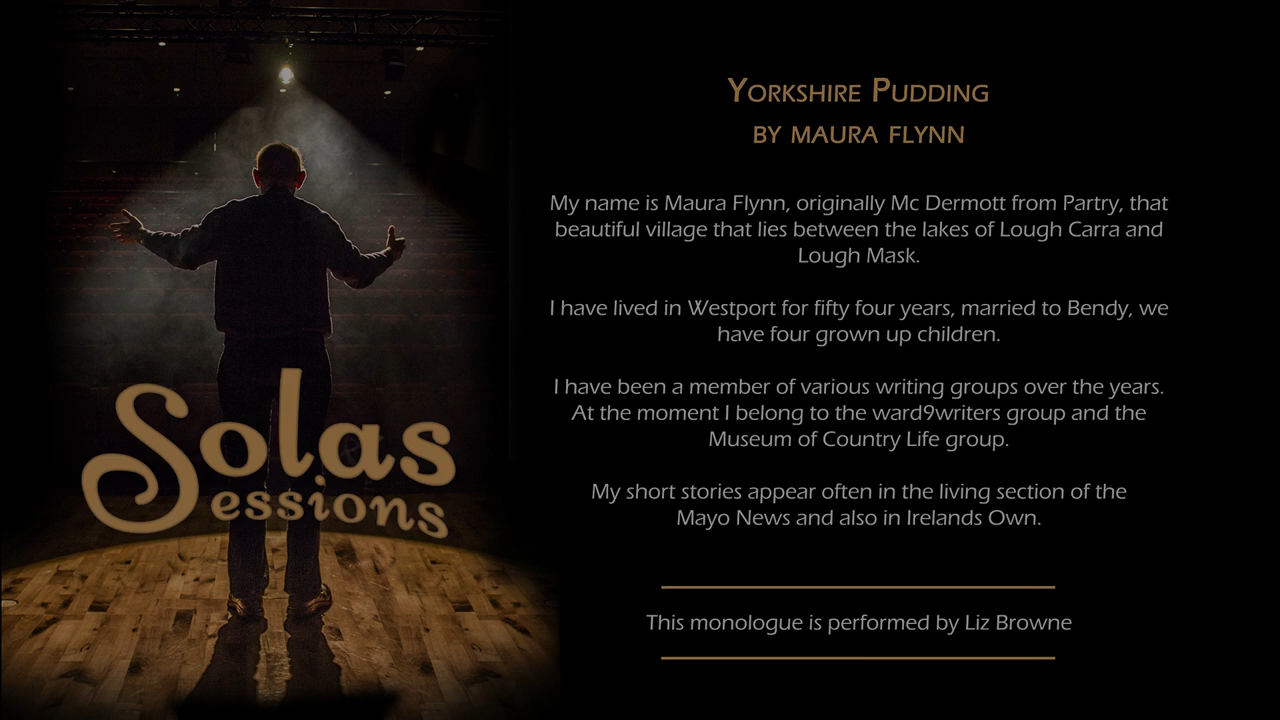 Solas
Sessions
Yorkshire Pudding
by Maura Flynn
My name is Maura Flynn, originally Mc Dermott from Partry, that
beautiful village that lies between the lakes of Lough Carra and
Lough Mask.
I have lived in Westport for fifty four years, married to Bendy, we
have four grown up children.
I have been a member of various writing groups over the years.
At the moment I belong to the ward9writers group and the
Museum of Country Life group.
My short stories appear often in the living section of the
Mayo News and also in Irelands Own.
This monologue is performed by Liz Browne